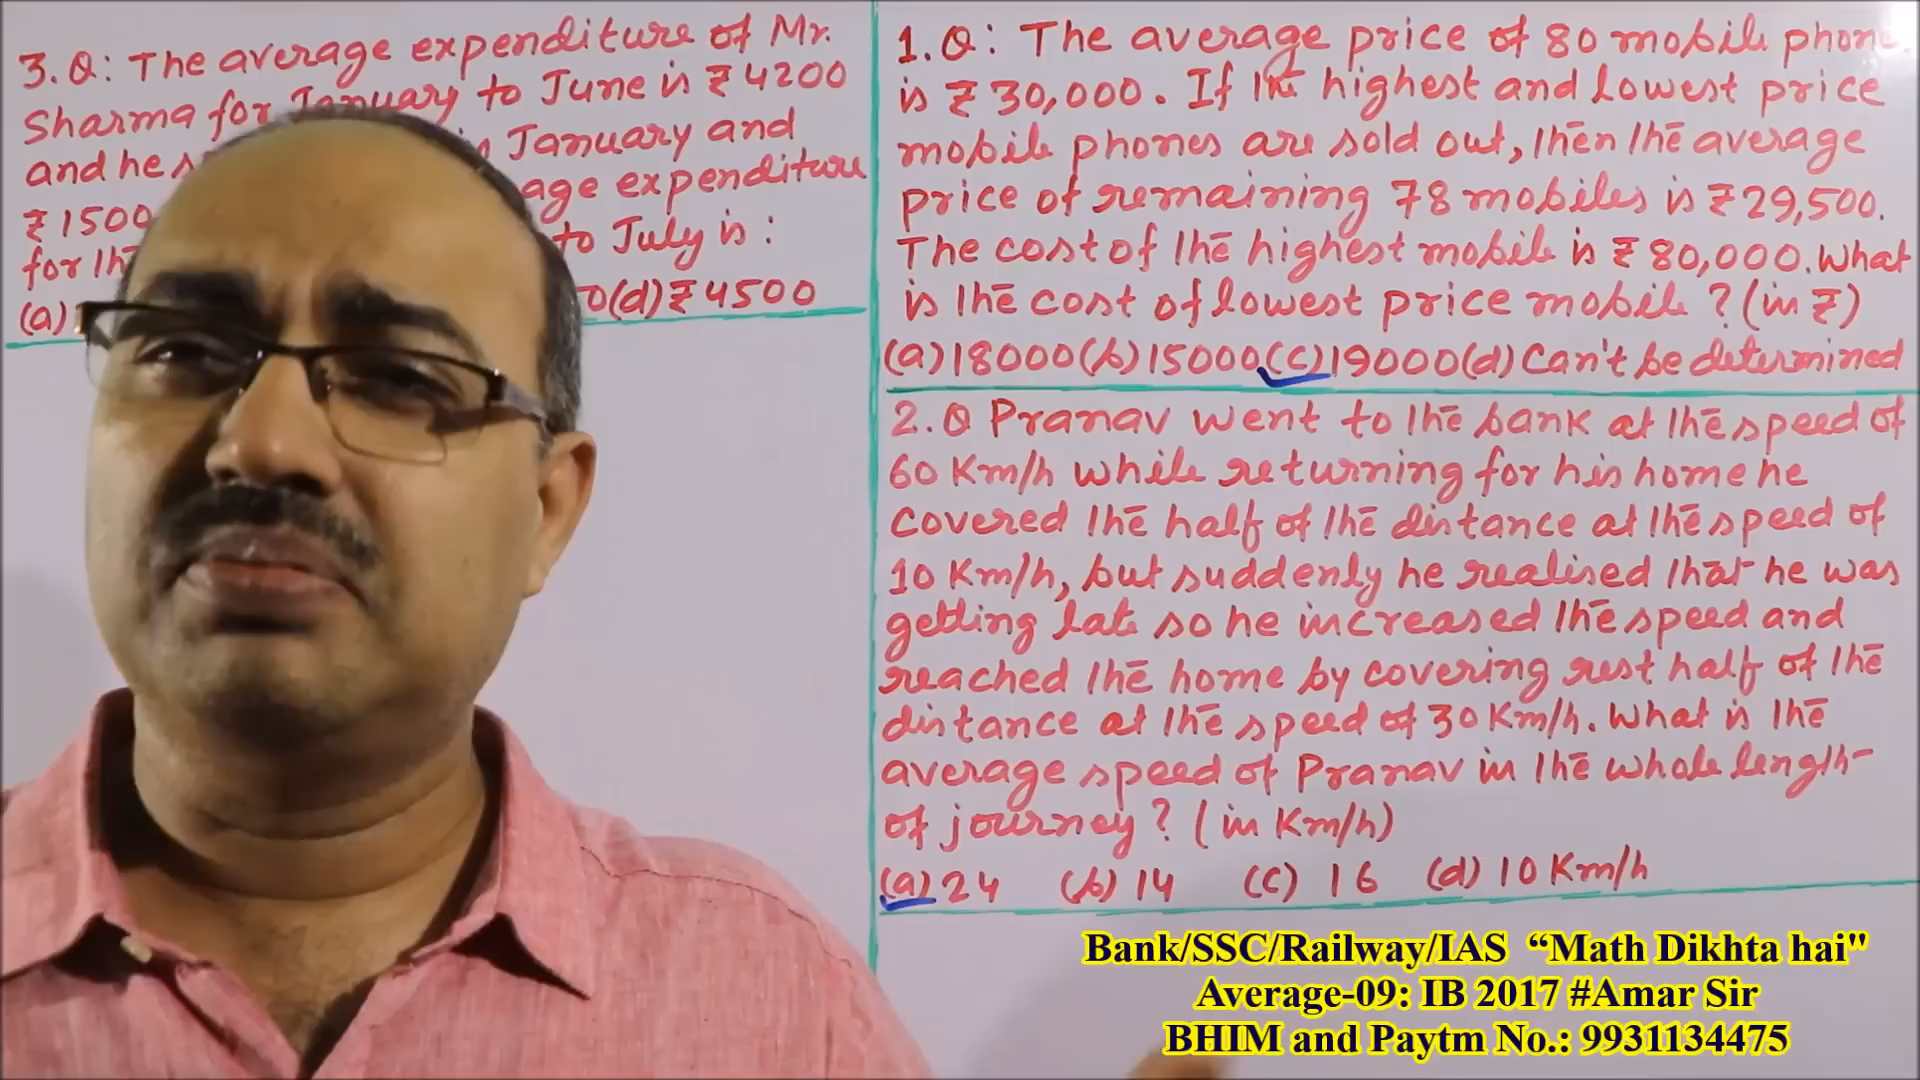 3. Q: The average expenditure of Mr.
Sharma for January to June is ₹ 4200
and he s January and
₹ 1500 age expenditure
for th to July is :
(a) 0 (d) ₹ 4500
1. Q: The average price of 80 mobile phone
is ₹ 30,000. If the highest and lowest price
mobile phones are sold out, then the average
price of remaining 78 mobiles is ₹ 29,500.
The cost of the highest mobile is ₹ 80,000. What
is the cost of lowest price mobile ? (in ₹)
(a) 18000 (b) 15000 (c) 19000 (d) Can't be determined
2. Q Pranav went to the bank at the speed of
60 Km/h while returning for his home he
covered the half of the distance at the speed of
10 Km/h, but suddenly he realised that he was
getting late so he increased the speed and
reached the home by covering rest half of the
distance at the speed of 30 Km/h. What is the
average speed of Pranav in the whole length
of journey ? (in Km/h)
(a) 24 (b) 14 (c) 16 (d) 10 Km/h
Bank/SSC/Railway/IAS “Math Dikhta hai"
Average-09: IB 2017 #Amar Sir
BHIM and Paytm No.: 9931134475